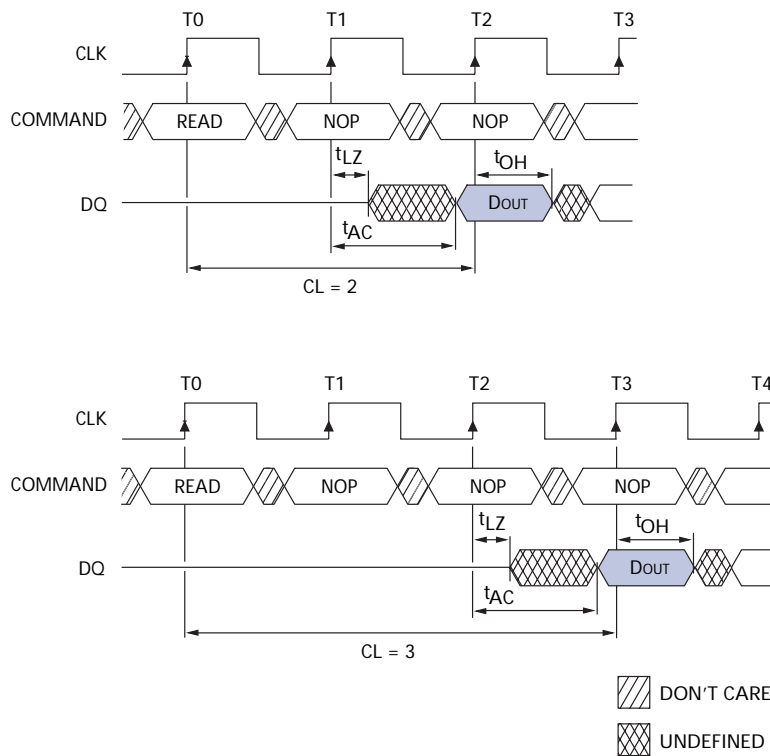 T0 T1 T2 T3
CLK
COMMAND READ NOP NOP
tLZ tOH
DQ DOUT
tAC
CL = 2
T0 T1 T2 T3 T4
CLK
COMMAND READ NOP NOP NOP
tLZ tOH
DQ DOUT
tAC
CL = 3
DON'T CARE
UNDEFINED